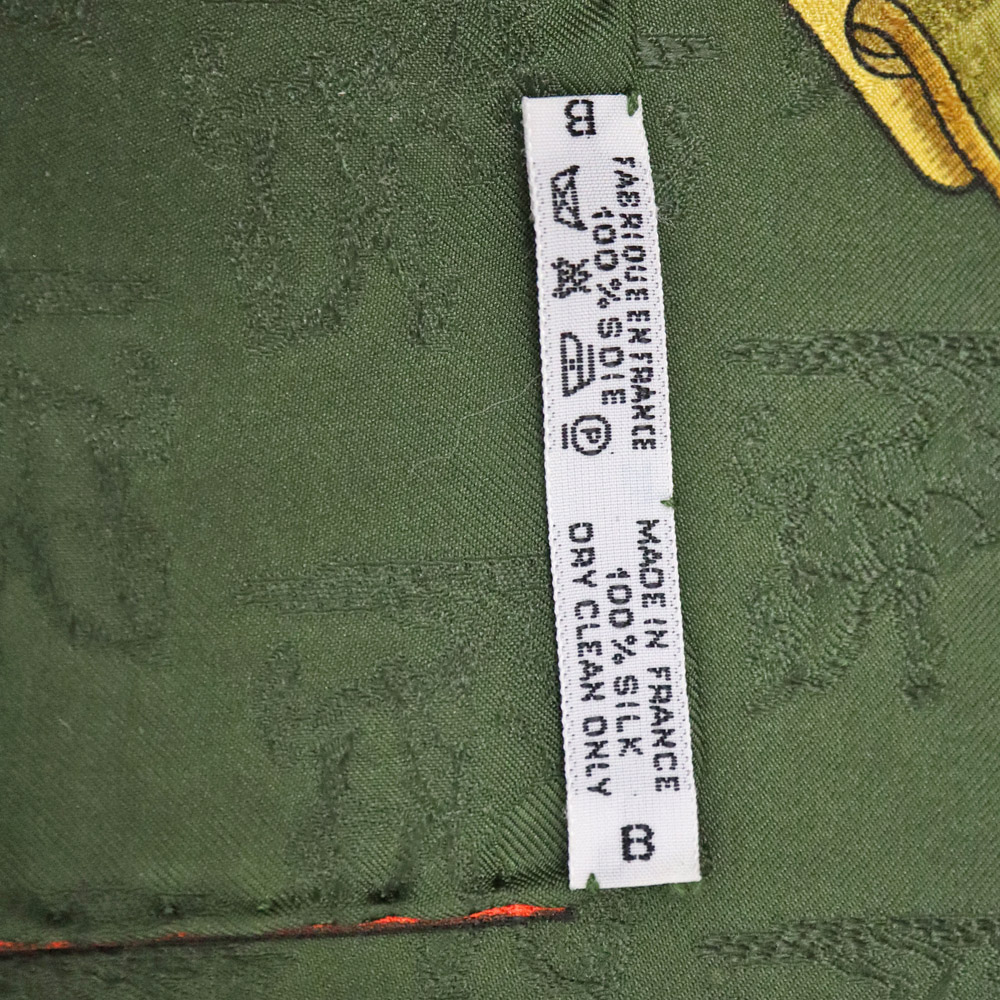 B
FABRIQUE EN FRANCE
100 % SOIE
P
MADE IN FRANCE
100 % SILK
DRY CLEAN ONLY
B